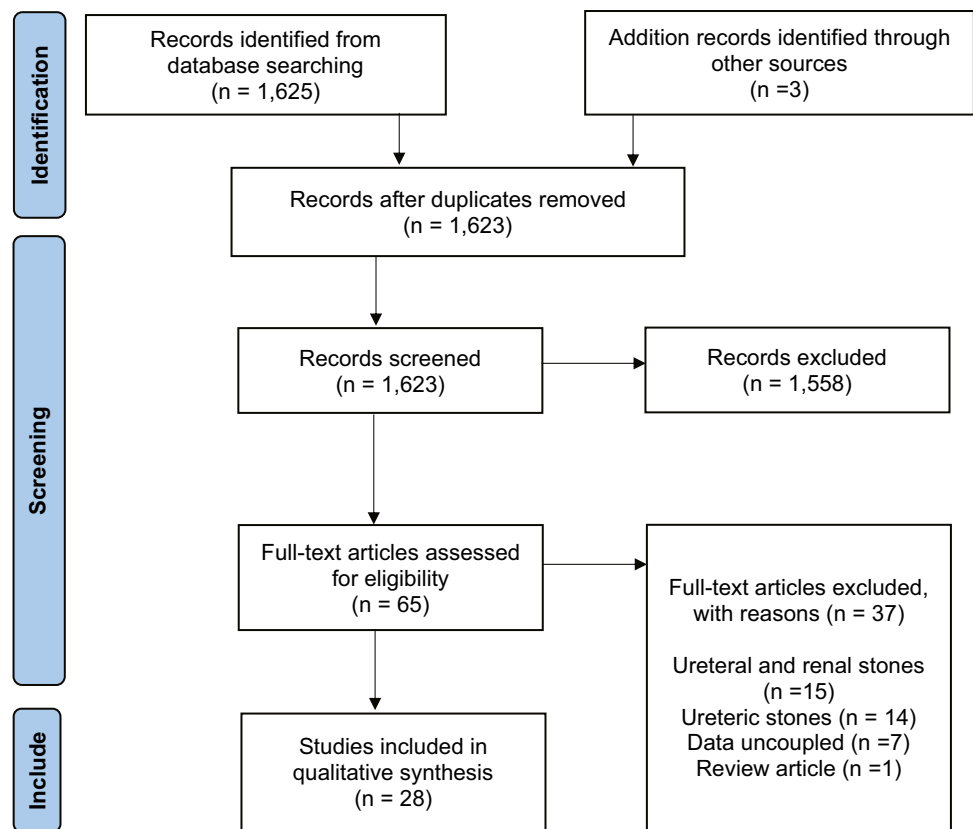 Identification
Records identified from
database searching
(n = 1,625)
Addition records identified through
other sources
(n =3)
Records after duplicates removed
(n = 1,623)
Screening
Records screened
(n = 1,623)
Records excluded
(n = 1,558)
Full-text articles assessed
for eligibility
(n = 65)
Full-text articles excluded,
with reasons (n = 37)
Ureteral and renal stones
(n =15)
Ureteric stones (n = 14)
Data uncoupled (n =7)
Review article (n =1)
Include
Studies included in
qualitative synthesis
(n = 28)